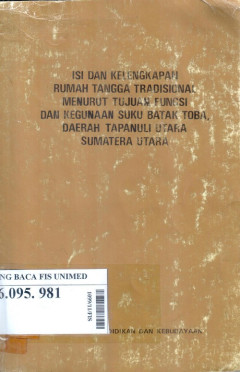 ISI DAN KELENGKAPAN
RUMAH TANGGA TRADISIONAL
MENURUT TUJUAN FUNGSI
DAN KEGUNAAN SUKU BATAK TOBA,
DAERAH TAPANULI UTARA
SUMATERA UTARA
NG BACA FIS UNIMED
6.095. 981
DIDIKAN DAN KEBUDAYAAN